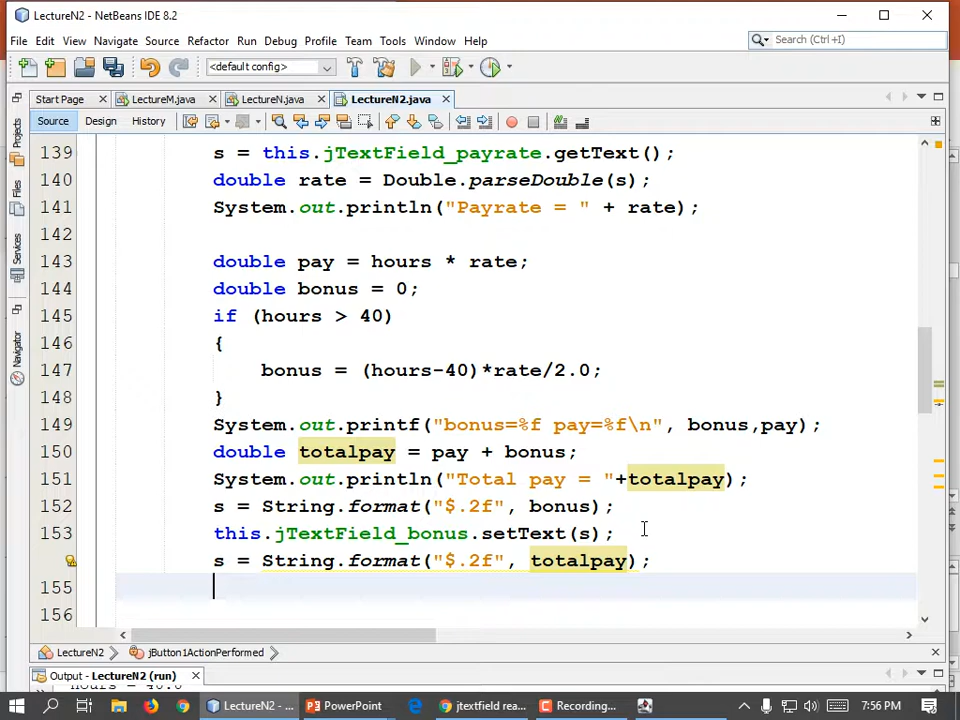 LectureN2 - NetBeans IDE 8.2
File Edit View Navigate Source Refactor Run Debug Profile Team Tools Window Help
Search (Ctrl+I)
<default config>
Start Page LectureM.java LectureN.java LectureN2.java
Source Design History
Projects
Files
Services
Navigator
139 s = this.jTextField_payrate.getText();
140 double rate = Double.parseDouble(s);
141 System.out.println("Payrate = " + rate);
142
143 double pay = hours * rate;
144 double bonus = 0;
145 if (hours > 40)
146 {
147 bonus = (hours-40)*rate/2.0;
148 }
149 System.out.printf("bonus=%f pay=%f\n", bonus,pay);
150 double totalpay = pay + bonus;
151 System.out.println("Total pay = "+totalpay);
152 s = String.format("$.2f", bonus);
153 this.jTextField_bonus.setText(s);
s = String.format("$.2f", totalpay);
155
156
LectureN2 jButton1ActionPerformed
Output - LectureN2 (run)
LectureN2 - ... PowerPoint jtextfield rea... Recording... 7:56 PM